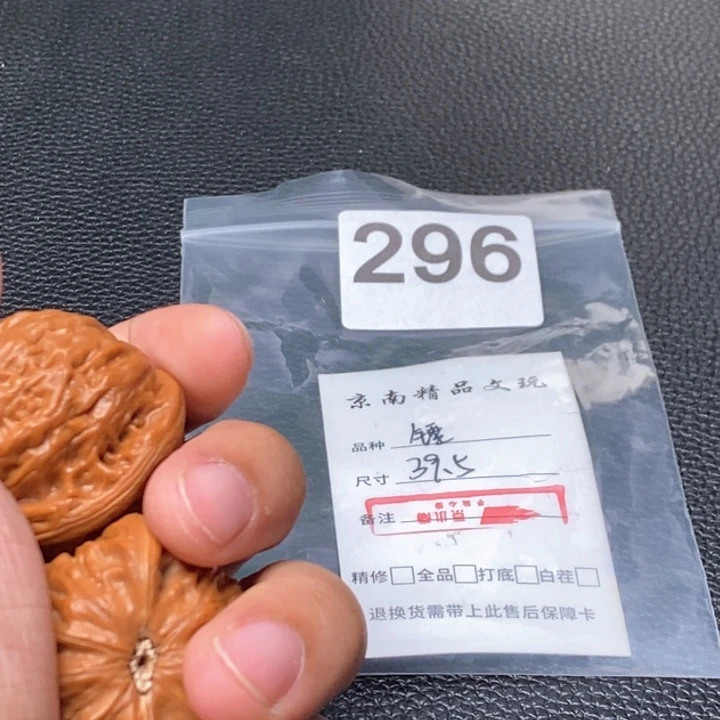 296
京南精品文玩
品种
尺寸 39.5
备注
精修□全品□打底□白茬□
退换货需带上此售后保障卡